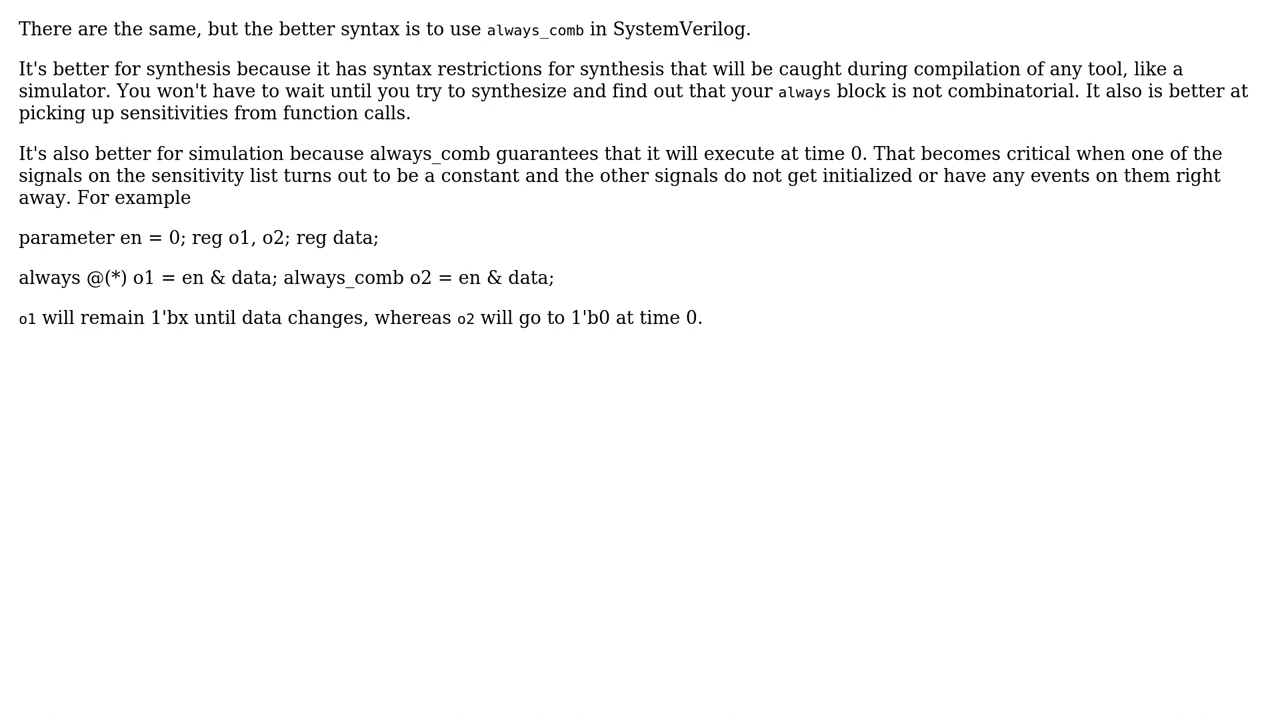 There are the same, but the better syntax is to use always_comb in SystemVerilog.
It's better for synthesis because it has syntax restrictions for synthesis that will be caught during compilation of any tool, like a
simulator. You won't have to wait until you try to synthesize and find out that your always block is not combinatorial. It also is better at
picking up sensitivities from function calls.
It's also better for simulation because always_comb guarantees that it will execute at time 0. That becomes critical when one of the
signals on the sensitivity list turns out to be a constant and the other signals do not get initialized or have any events on them right
away. For example
parameter en = 0; reg o1, o2; reg data;
always @(*) o1 = en & data; always_comb o2 = en & data;
o1 will remain 1'bx until data changes, whereas o2 will go to 1'b0 at time 0.